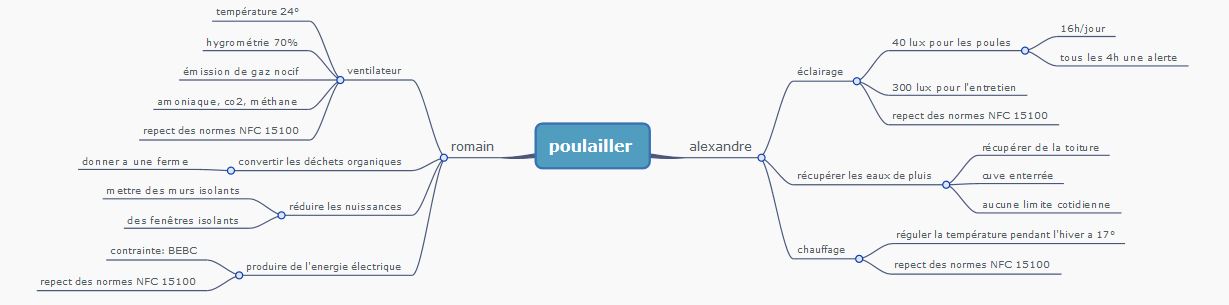 poulailler
romain
ventilateur
température 24°
hygrométrie 70%
émission de gaz nocif
amoniaque, co2, méthane
repect des normes NFC 15100
convertir les déchets organiques
donner a une ferme
réduire les nuissances
mettre des murs isolants
des fenêtres isolants
produire de l'energie électrique
contrainte: BEBC
repect des normes NFC 15100
alexandre
éclairage
40 lux pour les poules
16h/jour
tous les 4h une alerte
300 lux pour l'entretien
repect des normes NFC 15100
récupérer les eaux de pluis
récupérer de la toiture
cuve enterrée
aucune limite cotidienne
chauffage
réguler la température pendant l'hiver a 17°
repect des normes NFC 15100